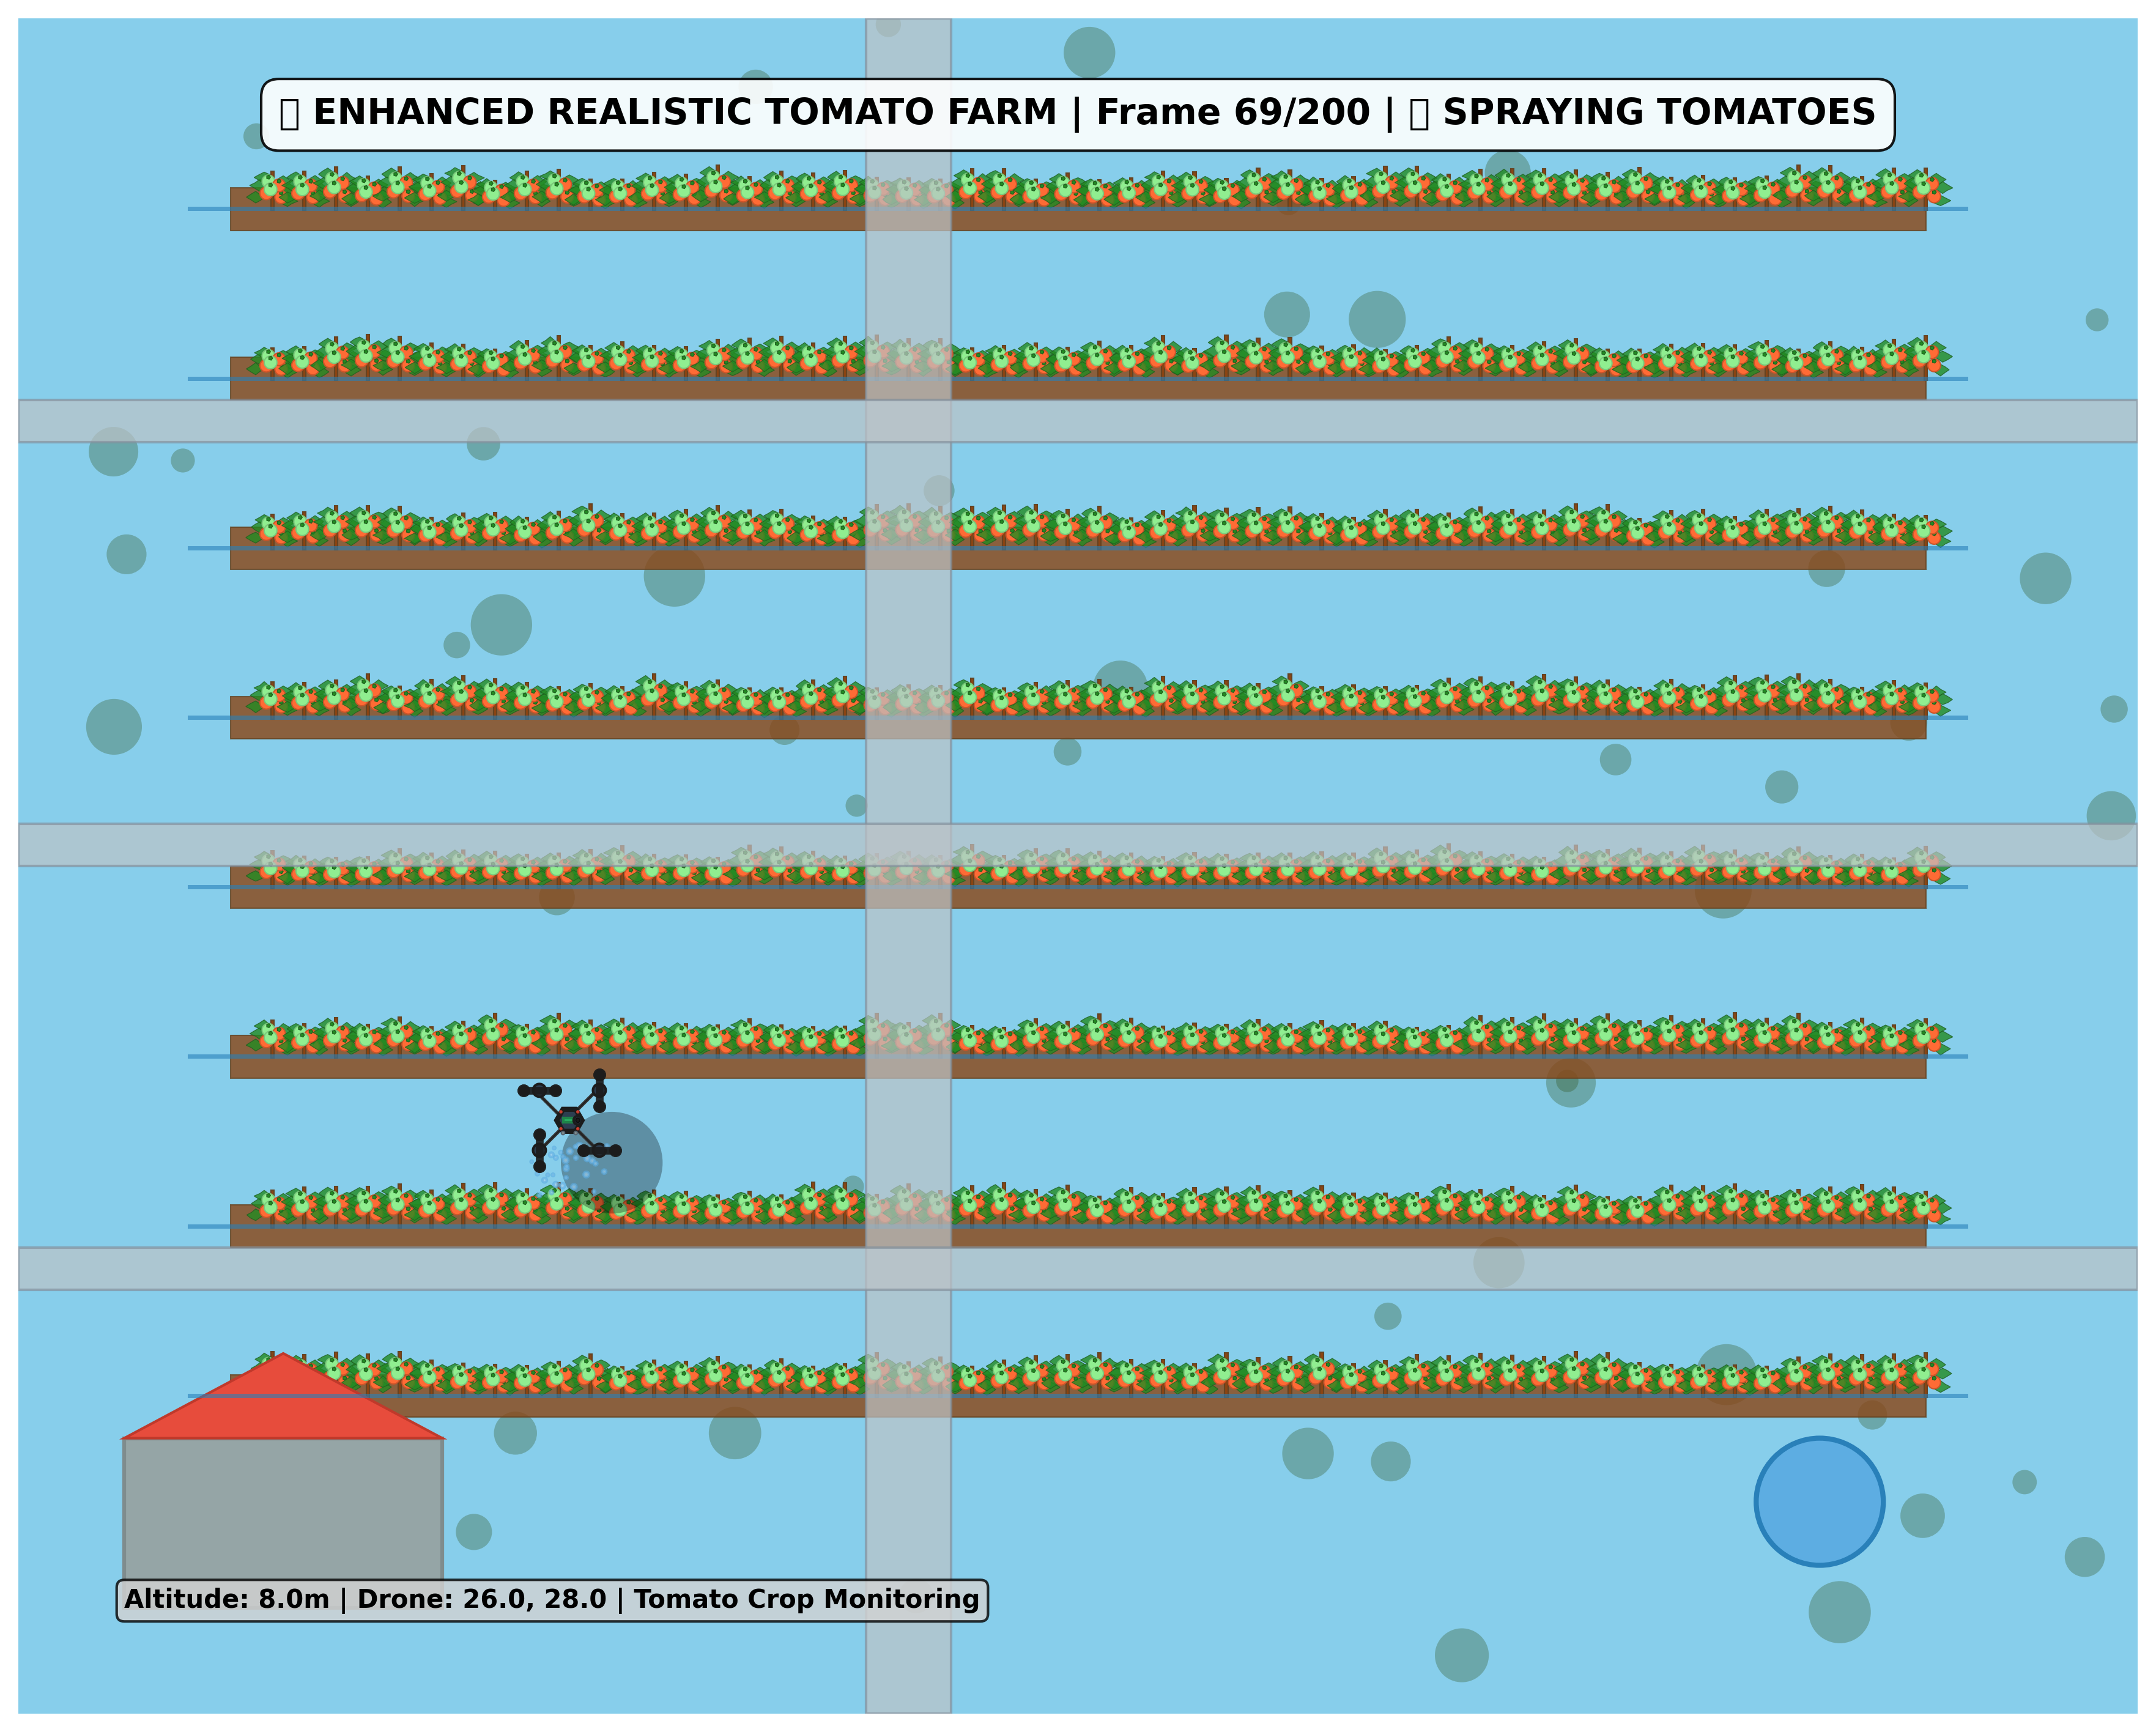 ▯ ENHANCED REALISTIC TOMATO FARM | Frame 69/200 | ▯ SPRAYING TOMATOES
Altitude: 8.0m | Drone: 26.0, 28.0 | Tomato Crop Monitoring